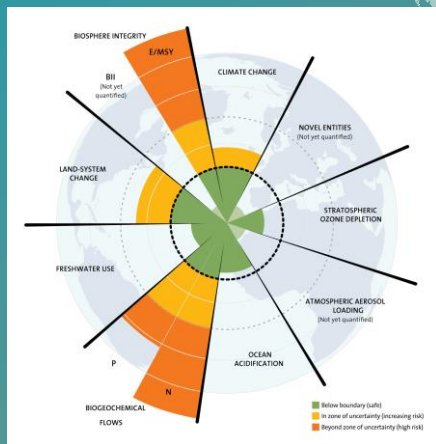 BIOSPHERE INTEGRITY
E/MSY
CLIMATE CHANGE
BII
(Not yet
quantified)
NOVEL ENTITIES
(Not yet quantified)
LAND-SYSTEM
CHANGE
STRATOSPHERIC
OZONE DEPLETION
FRESHWATER USE
ATMOSPHERIC AEROSOL
LOADING
(Not yet quantified)
P
N
OCEAN
ACIDIFICATION
BIOGEOCHEMICAL
FLOWS
Below boundary (safe)
In zone of uncertainty (increasing risk)
Beyond zone of uncertainty (high risk)